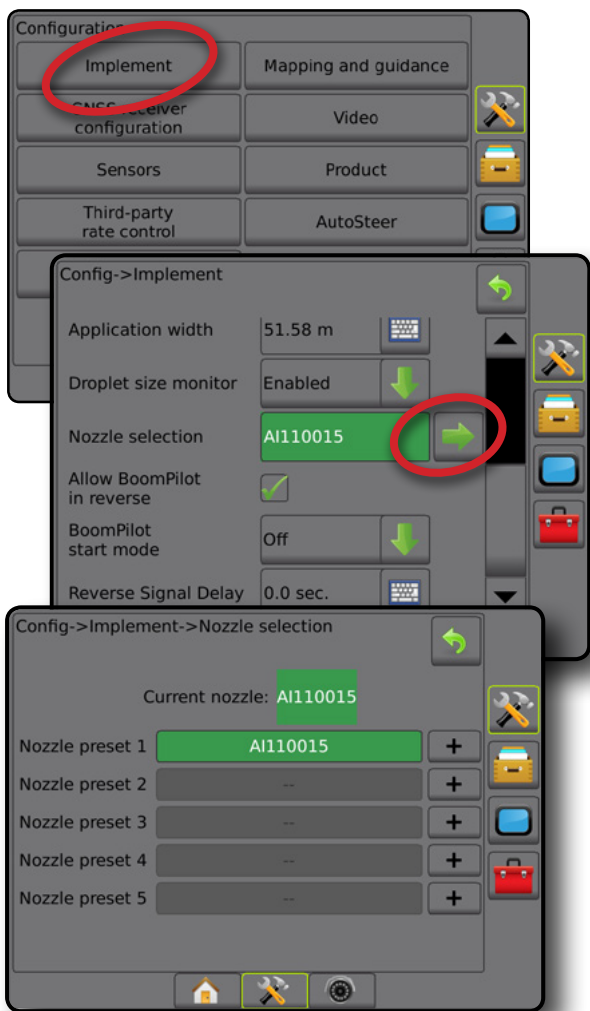 Configuration
Implement
Mapping and guidance
GNSS receiver
configuration
Video
Sensors
Product
Third-party
rate control
AutoSteer
Config->Implement
Application width
51.58 m
Droplet size monitor
Enabled
Nozzle selection
AI110015
Allow BoomPilot
in reverse
BoomPilot
start mode
Off
Reverse Signal Delay
0.0 sec.
Config->Implement->Nozzle selection
Current nozzle: AI110015
Nozzle preset 1 AI110015 +
Nozzle preset 2 -- +
Nozzle preset 3 -- +
Nozzle preset 4 -- +
Nozzle preset 5 -- +